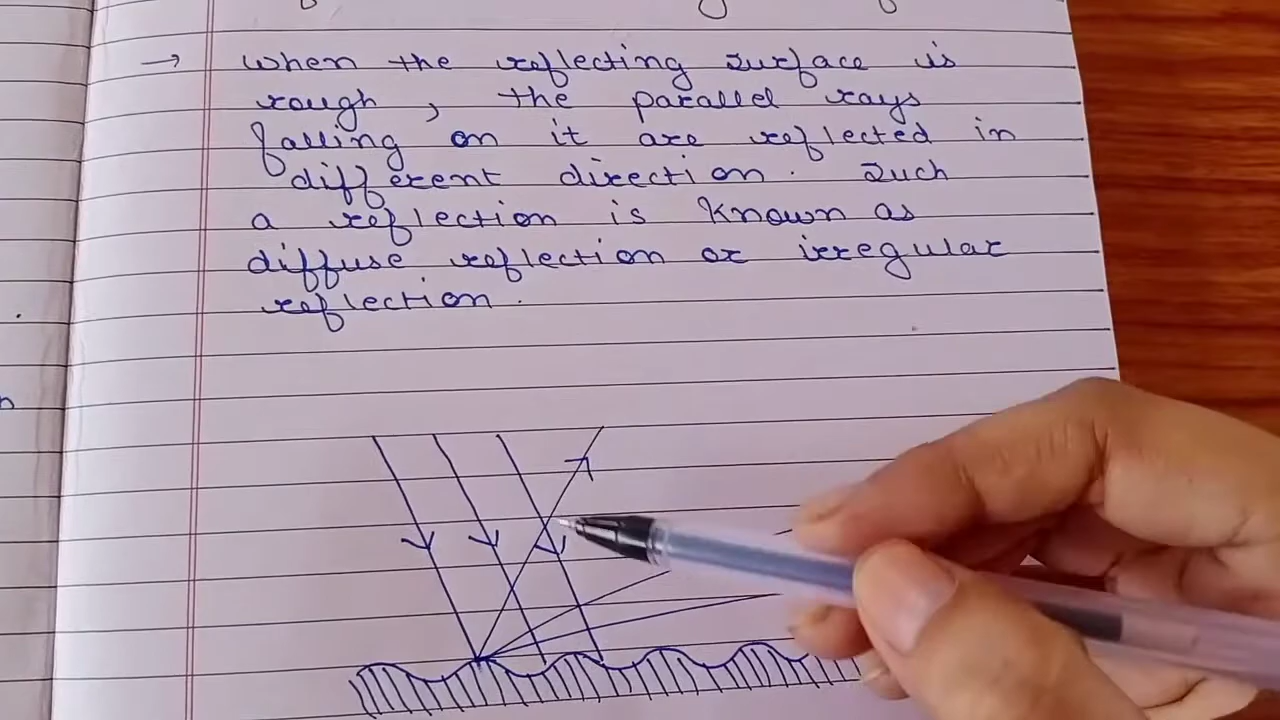 → When the reflecting surface is
rough, the parallel rays
falling on it are reflected in
different direction. Such
a reflection is known as
diffuse reflection or irregular
reflection.